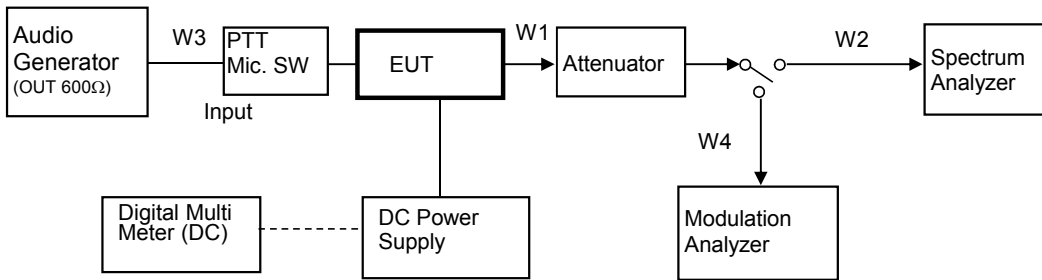 Audio
Generator
(OUT 600Ω)
W3
Input
PTT
Mic. SW
EUT
W1
Attenuator
W2
Spectrum
Analyzer
W4
Digital Multi
Meter (DC)
DC Power
Supply
Modulation
Analyzer